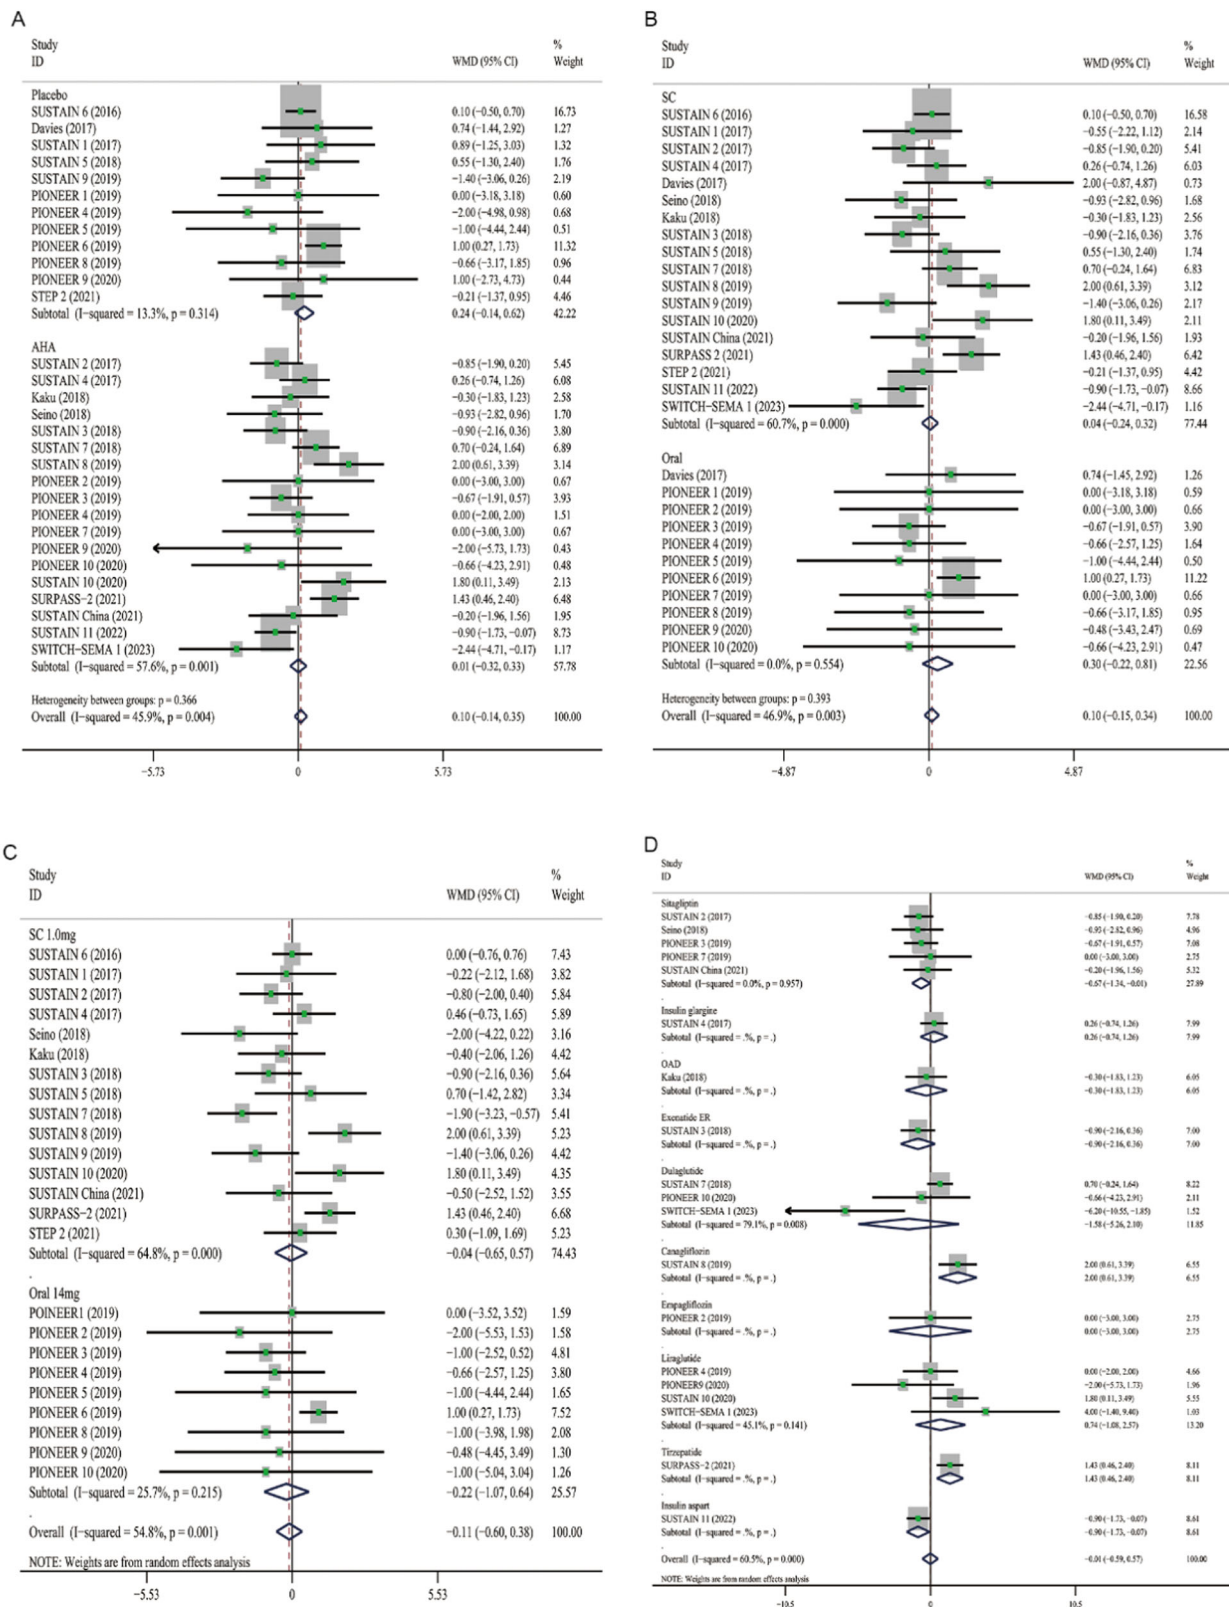 A
Study %
ID WMD (95% CI) Weight
Placebo
SUSTAIN 6 (2016) 0.10 (−0.50, 0.70) 16.73
Davies (2017) 0.74 (−1.44, 2.92) 1.27
SUSTAIN 1 (2017) 0.89 (−1.25, 3.03) 1.32
SUSTAIN 5 (2018) 0.55 (−1.30, 2.40) 1.76
SUSTAIN 9 (2019) −1.40 (−3.06, 0.26) 2.19
PIONEER 1 (2019) 0.00 (−3.18, 3.18) 0.60
PIONEER 4 (2019) −2.00 (−4.98, 0.98) 0.68
PIONEER 5 (2019) −1.00 (−4.44, 2.44) 0.51
PIONEER 6 (2019) 1.00 (0.27, 1.73) 11.32
PIONEER 8 (2019) −0.66 (−3.17, 1.85) 0.96
PIONEER 9 (2020) 1.00 (−2.73, 4.73) 0.44
STEP 2 (2021) −0.21 (−1.37, 0.95) 4.46
Subtotal (I−squared = 13.3%, p = 0.314) 0.24 (−0.14, 0.62) 42.22
AHA
SUSTAIN 2 (2017) −0.85 (−1.90, 0.20) 5.45
SUSTAIN 4 (2017) 0.26 (−0.74, 1.26) 6.08
Kaku (2018) −0.30 (−1.83, 1.23) 2.58
Seino (2018) −0.93 (−2.82, 0.96) 1.70
SUSTAIN 3 (2018) −0.90 (−2.16, 0.36) 3.80
SUSTAIN 7 (2018) 0.70 (−0.24, 1.64) 6.89
SUSTAIN 8 (2019) 2.00 (0.61, 3.39) 3.14
PIONEER 2 (2019) 0.00 (−3.00, 3.00) 0.67
PIONEER 3 (2019) −0.67 (−1.91, 0.57) 3.93
PIONEER 4 (2019) 0.00 (−2.00, 2.00) 1.51
PIONEER 7 (2019) 0.00 (−3.00, 3.00) 0.67
PIONEER 9 (2020) −2.00 (−5.73, 1.73) 0.43
PIONEER 10 (2020) −0.66 (−4.23, 2.91) 0.48
SUSTAIN 10 (2020) 1.80 (0.11, 3.49) 2.13
SURPASS−2 (2021) 1.43 (0.46, 2.40) 6.48
SUSTAIN China (2021) −0.20 (−1.96, 1.56) 1.95
SUSTAIN 11 (2022) −0.90 (−1.73, −0.07) 8.73
SWITCH−SEMA 1 (2023) −2.44 (−4.71, −0.17) 1.17
Subtotal (I−squared = 57.6%, p = 0.001) 0.01 (−0.32, 0.33) 57.78
Heterogeneity between groups: p = 0.366
Overall (I−squared = 45.9%, p = 0.004) 0.10 (−0.14, 0.35) 100.00
−5.73 0 5.73
B
Study %
ID WMD (95% CI) Weight
SC
SUSTAIN 6 (2016) 0.10 (−0.50, 0.70) 16.58
SUSTAIN 1 (2017) −0.55 (−2.22, 1.12) 2.14
SUSTAIN 2 (2017) −0.85 (−1.90, 0.20) 5.41
SUSTAIN 4 (2017) 0.26 (−0.74, 1.26) 6.03
Davies (2017) 2.00 (−0.87, 4.87) 0.73
Seino (2018) −0.93 (−2.82, 0.96) 1.68
Kaku (2018) −0.30 (−1.83, 1.23) 2.56
SUSTAIN 3 (2018) −0.90 (−2.16, 0.36) 3.76
SUSTAIN 5 (2018) 0.55 (−1.30, 2.40) 1.74
SUSTAIN 7 (2018) 0.70 (−0.24, 1.64) 6.83
SUSTAIN 8 (2019) 2.00 (0.61, 3.39) 3.12
SUSTAIN 9 (2019) −1.40 (−3.06, 0.26) 2.17
SUSTAIN 10 (2020) 1.80 (0.11, 3.49) 2.11
SUSTAIN China (2021) −0.20 (−1.96, 1.56) 1.93
SURPASS 2 (2021) 1.43 (0.46, 2.40) 6.42
STEP 2 (2021) −0.21 (−1.37, 0.95) 4.42
SUSTAIN 11 (2022) −0.90 (−1.73, −0.07) 8.66
SWITCH−SEMA 1 (2023) −2.44 (−4.71, −0.17) 1.16
Subtotal (I−squared = 60.7%, p = 0.000) 0.04 (−0.24, 0.32) 77.44
Oral
Davies (2017) 0.74 (−1.45, 2.92) 1.26
PIONEER 1 (2019) 0.00 (−3.18, 3.18) 0.59
PIONEER 2 (2019) 0.00 (−3.00, 3.00) 0.66
PIONEER 3 (2019) −0.67 (−1.91, 0.57) 3.90
PIONEER 4 (2019) −0.66 (−2.57, 1.25) 1.64
PIONEER 5 (2019) −1.00 (−4.44, 2.44) 0.50
PIONEER 6 (2019) 1.00 (0.27, 1.73) 11.22
PIONEER 7 (2019) 0.00 (−3.00, 3.00) 0.66
PIONEER 8 (2019) −0.66 (−3.17, 1.85) 0.95
PIONEER 9 (2020) −0.48 (−3.43, 2.47) 0.69
PIONEER 10 (2020) −0.66 (−4.23, 2.91) 0.47
Subtotal (I−squared = 0.0%, p = 0.554) 0.30 (−0.22, 0.81) 22.56
Heterogeneity between groups: p = 0.393
Overall (I−squared = 46.9%, p = 0.003) 0.10 (−0.15, 0.34) 100.00
−4.87 0 4.87
C
Study %
ID WMD (95% CI) Weight
SC 1.0mg
SUSTAIN 6 (2016) 0.00 (−0.76, 0.76) 7.43
SUSTAIN 1 (2017) −0.22 (−2.12, 1.68) 3.82
SUSTAIN 2 (2017) −0.80 (−2.00, 0.40) 5.84
SUSTAIN 4 (2017) 0.46 (−0.73, 1.65) 5.89
Seino (2018) −2.00 (−4.22, 0.22) 3.16
Kaku (2018) −0.40 (−2.06, 1.26) 4.42
SUSTAIN 3 (2018) −0.90 (−2.16, 0.36) 5.64
SUSTAIN 5 (2018) 0.70 (−1.42, 2.82) 3.34
SUSTAIN 7 (2018) −1.90 (−3.23, −0.57) 5.41
SUSTAIN 8 (2019) 2.00 (0.61, 3.39) 5.23
SUSTAIN 9 (2019) −1.40 (−3.06, 0.26) 4.42
SUSTAIN 10 (2020) 1.80 (0.11, 3.49) 4.35
SUSTAIN China (2021) −0.50 (−2.52, 1.52) 3.55
SURPASS−2 (2021) 1.43 (0.46, 2.40) 6.68
STEP 2 (2021) 0.30 (−1.09, 1.69) 5.23
Subtotal (I−squared = 64.8%, p = 0.000) −0.04 (−0.65, 0.57) 74.43
.
Oral 14mg
POINEER1 (2019) 0.00 (−3.52, 3.52) 1.59
PIONEER 2 (2019) −2.00 (−5.53, 1.53) 1.58
PIONEER 3 (2019) −1.00 (−2.52, 0.52) 4.81
PIONEER 4 (2019) −0.66 (−2.57, 1.25) 3.80
PIONEER 5 (2019) −1.00 (−4.44, 2.44) 1.65
PIONEER 6 (2019) 1.00 (0.27, 1.73) 7.52
PIONEER 8 (2019) −1.00 (−3.98, 1.98) 2.08
PIONEER 9 (2020) −0.48 (−4.45, 3.49) 1.30
PIONEER 10 (2020) −1.00 (−5.04, 3.04) 1.26
Subtotal (I−squared = 25.7%, p = 0.215) −0.22 (−1.07, 0.64) 25.57
.
Overall (I−squared = 54.8%, p = 0.001) −0.11 (−0.60, 0.38) 100.00
NOTE: Weights are from random effects analysis
−5.53 0 5.53
D
Study %
ID WMD (95% CI) Weight
Sitagliptin
SUSTAIN 2 (2017) −0.85 (−1.90, 0.20) 7.78
Seino (2018) −0.93 (−2.82, 0.96) 4.96
PIONEER 3 (2019) −0.67 (−1.91, 0.57) 7.08
PIONEER 7 (2019) 0.00 (−3.00, 3.00) 2.75
SUSTAIN China (2021) −0.20 (−1.96, 1.56) 5.32
Subtotal (I−squared = 0.0%, p = 0.957) −0.67 (−1.34, −0.01) 27.89
.
Insulin glargine
SUSTAIN 4 (2017) 0.26 (−0.74, 1.26) 7.99
Subtotal (I−squared = .%, p = .) 0.26 (−0.74, 1.26) 7.99
.
OAD
Kaku (2018) −0.30 (−1.83, 1.23) 6.05
Subtotal (I−squared = .%, p = .) −0.30 (−1.83, 1.23) 6.05
.
Exenatide ER
SUSTAIN 3 (2018) −0.90 (−2.16, 0.36) 7.00
Subtotal (I−squared = .%, p = .) −0.90 (−2.16, 0.36) 7.00
.
Dulaglutide
SUSTAIN 7 (2018) 0.70 (−0.24, 1.64) 8.22
PIONEER 10 (2020) −0.66 (−4.23, 2.91) 2.11
SWITCH−SEMA 1 (2023) −6.20 (−10.55, −1.85) 1.52
Subtotal (I−squared = 79.1%, p = 0.008) −1.58 (−5.26, 2.10) 11.85
.
Canagliflozin
SUSTAIN 8 (2019) 2.00 (0.61, 3.39) 6.55
Subtotal (I−squared = .%, p = .) 2.00 (0.61, 3.39) 6.55
.
Empagliflozin
PIONEER 2 (2019) 0.00 (−3.00, 3.00) 2.75
Subtotal (I−squared = .%, p = .) 0.00 (−3.00, 3.00) 2.75
.
Liraglutide
PIONEER 4 (2019) 0.00 (−2.00, 2.00) 4.66
PIONEER9 (2020) −2.00 (−5.73, 1.73) 1.96
SUSTAIN 10 (2020) 1.80 (0.11, 3.49) 5.55
SWITCH−SEMA 1 (2023) 4.00 (−1.40, 9.40) 1.03
Subtotal (I−squared = 45.1%, p = 0.141) 0.74 (−1.08, 2.57) 13.20
.
Tirzepatide
SURPASS−2 (2021) 1.43 (0.46, 2.40) 8.11
Subtotal (I−squared = .%, p = .) 1.43 (0.46, 2.40) 8.11
.
Insulin aspart
SUSTAIN 11 (2022) −0.90 (−1.73, −0.07) 8.61
Subtotal (I−squared = .%, p = .) −0.90 (−1.73, −0.07) 8.61
.
Overall (I−squared = 60.5%, p = 0.000) −0.01 (−0.59, 0.57) 100.00
NOTE: Weights are from random effects analysis
−10.5 0 10.5